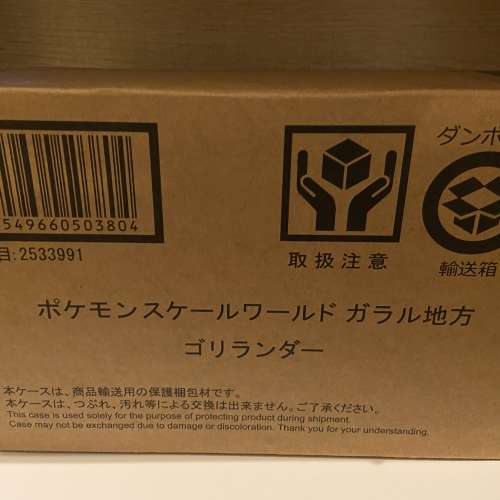 549660503804
目:2533991
取扱注意
ダンボ
輸送箱
ポケモンスケールワールド ガラル地方
ゴリランダー
本ケースは、商品輸送用の保護梱包材です。
本ケースは、つぶれ、汚れ等による交換は出来ません。ご了承ください。
This case is used solely for the purpose of protecting product during shipment.
Case may not be exchanged due to damage or discoloration. Thank you for your understanding.